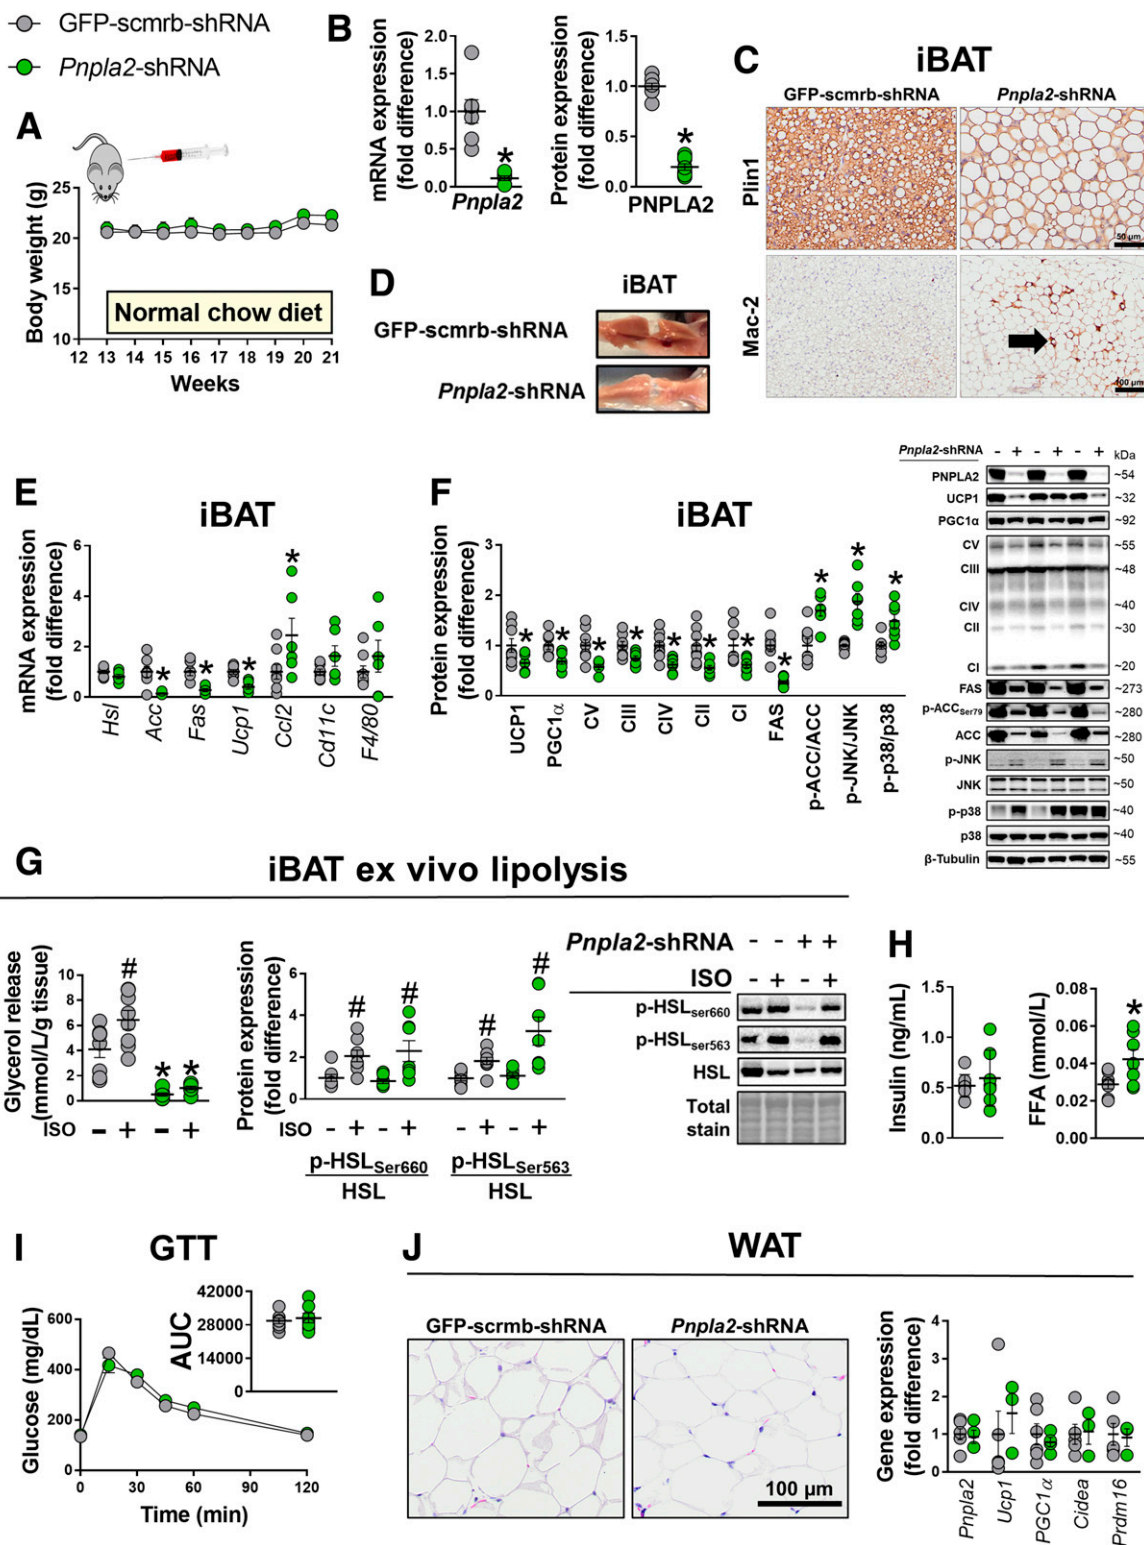 GFP-scmrb-shRNA
Pnpla2-shRNA
A
Body weight (g)
25
20
15
10
Normal chow diet
12 13 14 15 16 17 18 19 20 21
Weeks
B
mRNA expression
(fold difference)
2.0
1.5
1.0
0.5
0.0
*
Pnpla2
Protein expression
(fold difference)
1.5
1.0
0.5
0.0
*
PNPLA2
C
iBAT
GFP-scmrb-shRNA
Pnpla2-shRNA
Plin1
50 µm
Mac-2
100 µm
D
iBAT
GFP-scmrb-shRNA
Pnpla2-shRNA
E
iBAT
mRNA expression
(fold difference)
6
4
2
0
* * * *
Hsl Acc Fas Ucp1 Ccl2 Cd11c F4/80
F
iBAT
Protein expression
(fold difference)
3
2
1
0
* * * * * * * * * * *
UCP1 PGC1α CV CIII CIV CII CI FAS p-ACC/ACC p-JNK/JNK p-p38/p38
Pnpla2-shRNA - + - + - + kDa
PNPLA2 ~54
UCP1 ~32
PGC1α ~92
CV ~55
CIII ~48
CIV ~40
CII ~30
CI ~20
FAS ~273
p-ACCSer79 ~280
ACC ~280
p-JNK ~50
JNK ~50
p-p38 ~40
p38 ~40
β-Tubulin ~55
G
iBAT ex vivo lipolysis
Glycerol release
(mmol/L/g tissue)
10
8
6
4
2
0
# * *
ISO - + - +
Protein expression
(fold difference)
6
4
2
0
# # # #
ISO - + - + - + - +
p-HSLSer660
HSL
p-HSLSer563
HSL
Pnpla2-shRNA - - + +
ISO - + - +
p-HSLser660
p-HSLser563
HSL
Total
stain
H
Insulin (ng/mL)
1.5
1.0
0.5
0.0
FFA (mmol/L)
0.08
0.06
0.04
0.02
0.00
*
I
GTT
Glucose (mg/dL)
600
400
200
0
0 30 60 90 120
Time (min)
AUC
42000
28000
14000
0
J
WAT
GFP-scrmb-shRNA
Pnpla2-shRNA
100 µm
Gene expression
(fold difference)
4
3
2
1
0
Pnpla2 Ucp1 PGC1α Cidea Prdm16